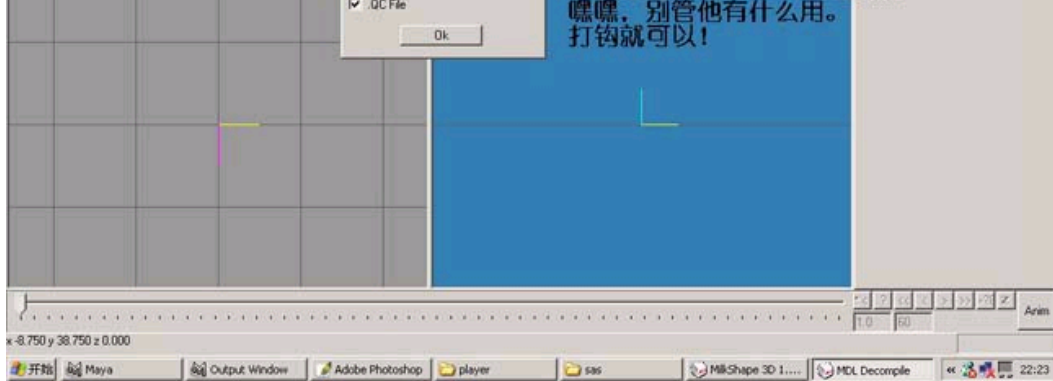 .QC File
嘿嘿，别管他有什么用。
Ok
打钩就可以！
1.0 60
Anim
x -8.750 y 38.750 z 0.000
开始 Maya Output Window Adobe Photoshop player sas MilkShape 3D 1.... MDL Decompile « 22:23